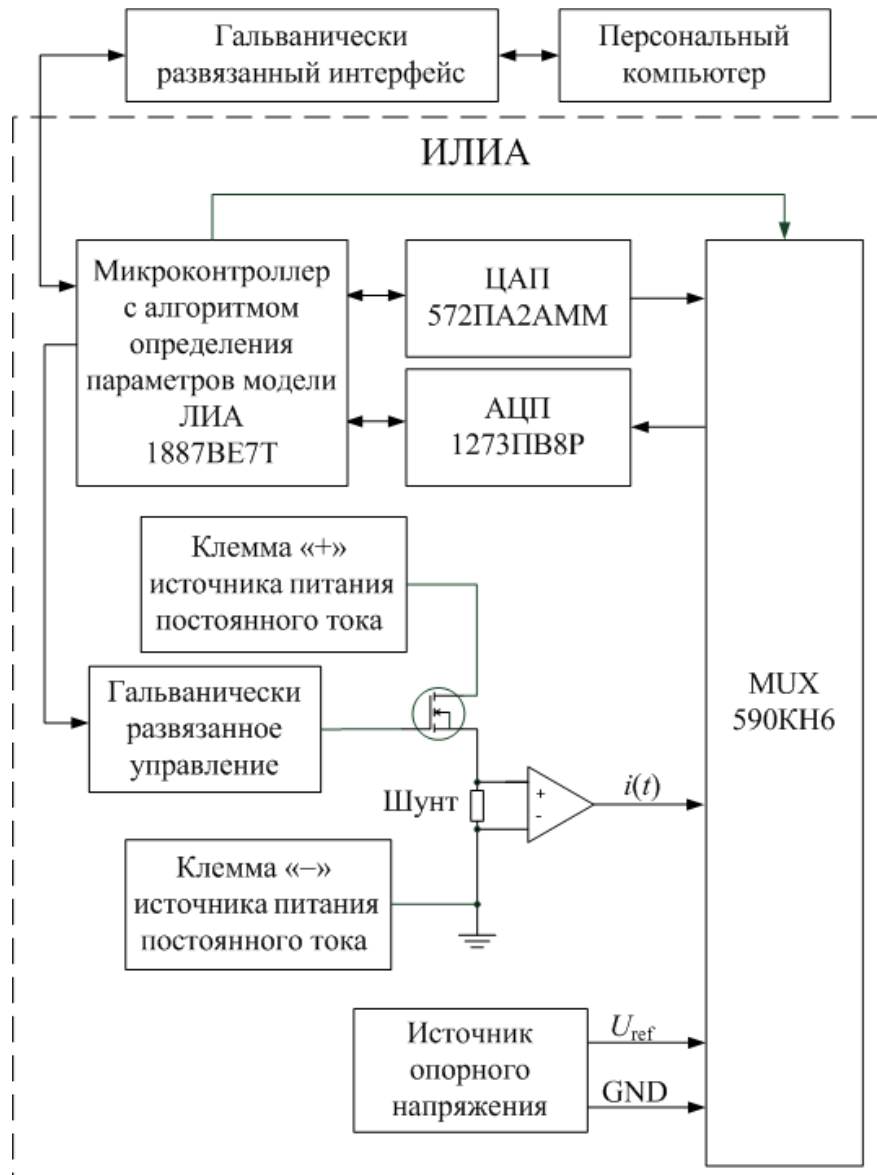 Гальванически
развязанный интерфейс
Персональный
компьютер
ИЛИА
Микроконтроллер
с алгоритмом
определения
параметров модели
ЛИА
1887ВЕ7Т
ЦАП
572ПА2АММ
АЦП
1273ПВ8Р
Клемма «+»
источника питания
постоянного тока
MUX
590КН6
Гальванически
развязанное
управление
Шунт
+
-
i(t)
Клемма «–»
источника питания
постоянного тока
Источник
опорного
напряжения
Uref
GND